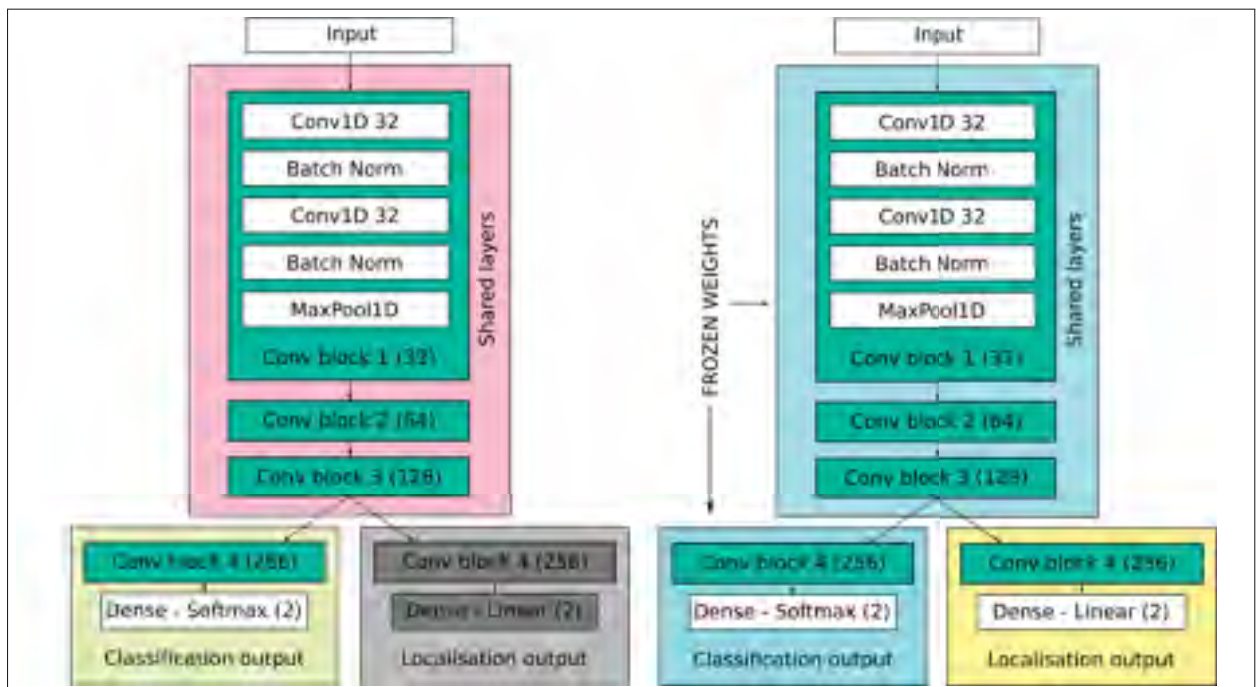 Input
Conv1D 32
Batch Norm
Conv1D 32
Batch Norm
MaxPool1D
Conv block 1 (32)
Shared layers
Conv block 2 (64)
Conv block 3 (128)
Conv block 4 (256)
Dense - Softmax (2)
Classification output
Conv block 4 (256)
Dense - Linear (2)
Localisation output
FROZEN WEIGHTS
Input
Conv1D 32
Batch Norm
Conv1D 32
Batch Norm
MaxPool1D
Conv block 1 (32)
Shared layers
Conv block 2 (64)
Conv block 3 (128)
Conv block 4 (256)
Dense - Softmax (2)
Classification output
Conv block 4 (256)
Dense - Linear (2)
Localisation output